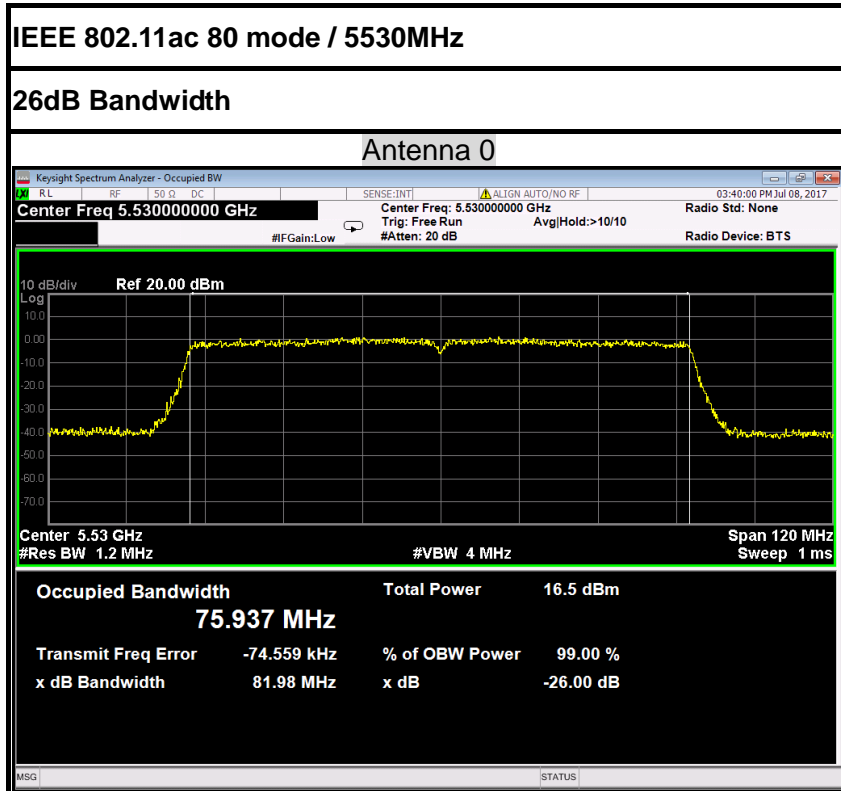 IEEE 802.11ac 80 mode / 5530MHz
26dB Bandwidth
Antenna 0
Keysight Spectrum Analyzer - Occupied BW
LXI RL RF 50 Ω DC SENSE:INT ALIGN AUTO/NO RF 03:40:00 PM Jul 08, 2017
Center Freq 5.530000000 GHz Center Freq: 5.530000000 GHz Radio Std: None
Trig: Free Run Avg|Hold:>10/10
#IFGain:Low #Atten: 20 dB Radio Device: BTS
10 dB/div Ref 20.00 dBm
Log
10.0
0.00
-10.0
-20.0
-30.0
-40.0
-50.0
-60.0
-70.0
Center 5.53 GHz Span 120 MHz
#Res BW 1.2 MHz #VBW 4 MHz Sweep 1 ms
Occupied Bandwidth Total Power 16.5 dBm
75.937 MHz
Transmit Freq Error -74.559 kHz % of OBW Power 99.00 %
x dB Bandwidth 81.98 MHz x dB -26.00 dB
MSG STATUS